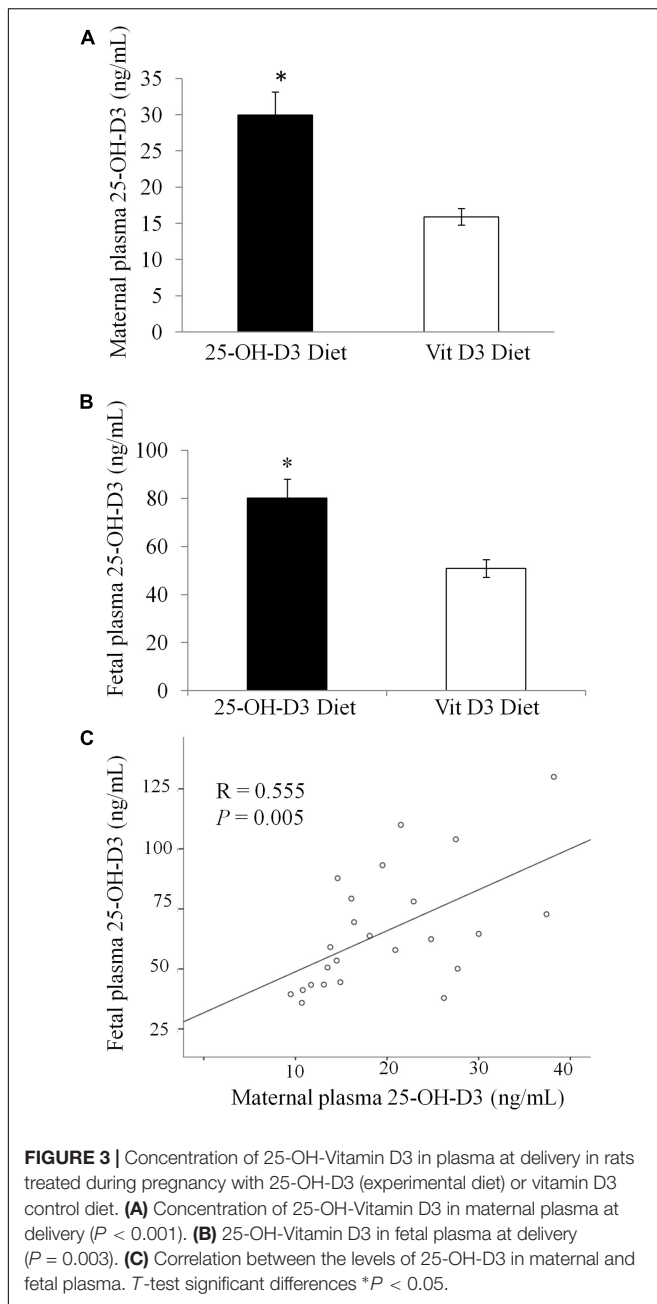 A
Maternal plasma 25-OH-D3 (ng/mL)
35
30
25
20
15
10
5
0
*
25-OH-D3 Diet
Vit D3 Diet
B
Fetal plasma 25-OH-D3 (ng/mL)
100
80
60
40
20
0
*
25-OH-D3 Diet
Vit D3 Diet
C
Fetal plasma 25-OH-D3 (ng/mL)
125
100
75
50
25
R = 0.555
P = 0.005
10
20
30
40
Maternal plasma 25-OH-D3 (ng/mL)
FIGURE 3 | Concentration of 25-OH-Vitamin D3 in plasma at delivery in rats
treated during pregnancy with 25-OH-D3 (experimental diet) or vitamin D3
control diet. (A) Concentration of 25-OH-Vitamin D3 in maternal plasma at
delivery (P < 0.001). (B) 25-OH-Vitamin D3 in fetal plasma at delivery
(P = 0.003). (C) Correlation between the levels of 25-OH-D3 in maternal and
fetal plasma. T-test significant differences *P < 0.05.